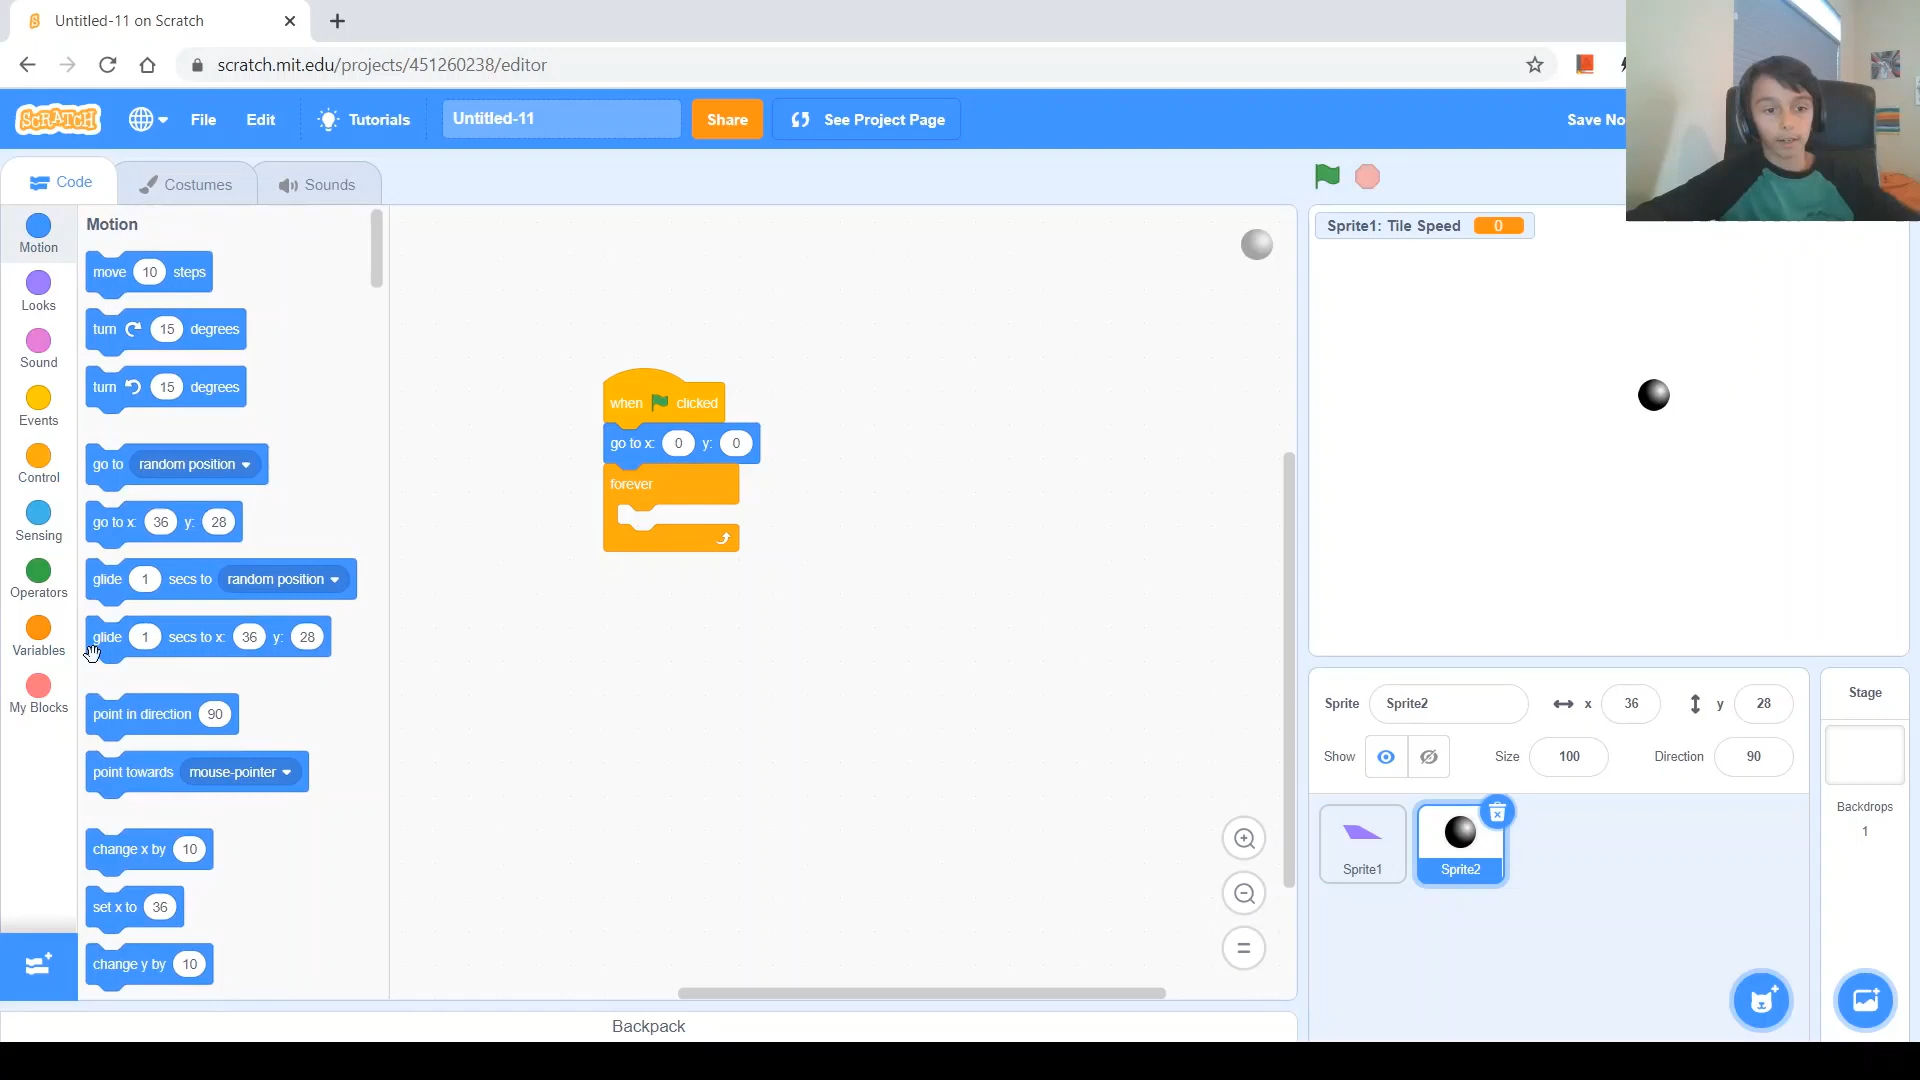 Untitled-11 on Scratch
scratch.mit.edu/projects/451260238/editor
SCRATCH
File
Edit
Tutorials
Untitled-11
Share
See Project Page
Save No
Code
Costumes
Sounds
Motion
Looks
Sound
Events
Control
Sensing
Operators
Variables
My Blocks
Motion
move 10 steps
turn 15 degrees
turn 15 degrees
go to random position
go to x: 36 y: 28
glide 1 secs to random position
glide 1 secs to x: 36 y: 28
point in direction 90
point towards mouse-pointer
change x by 10
set x to 36
change y by 10
when clicked
go to x: 0 y: 0
forever
Backpack
Sprite1: Tile Speed 0
Sprite Sprite2 x 36 y 28
Show Size 100 Direction 90
Sprite1
Sprite2
Stage
Backdrops
1